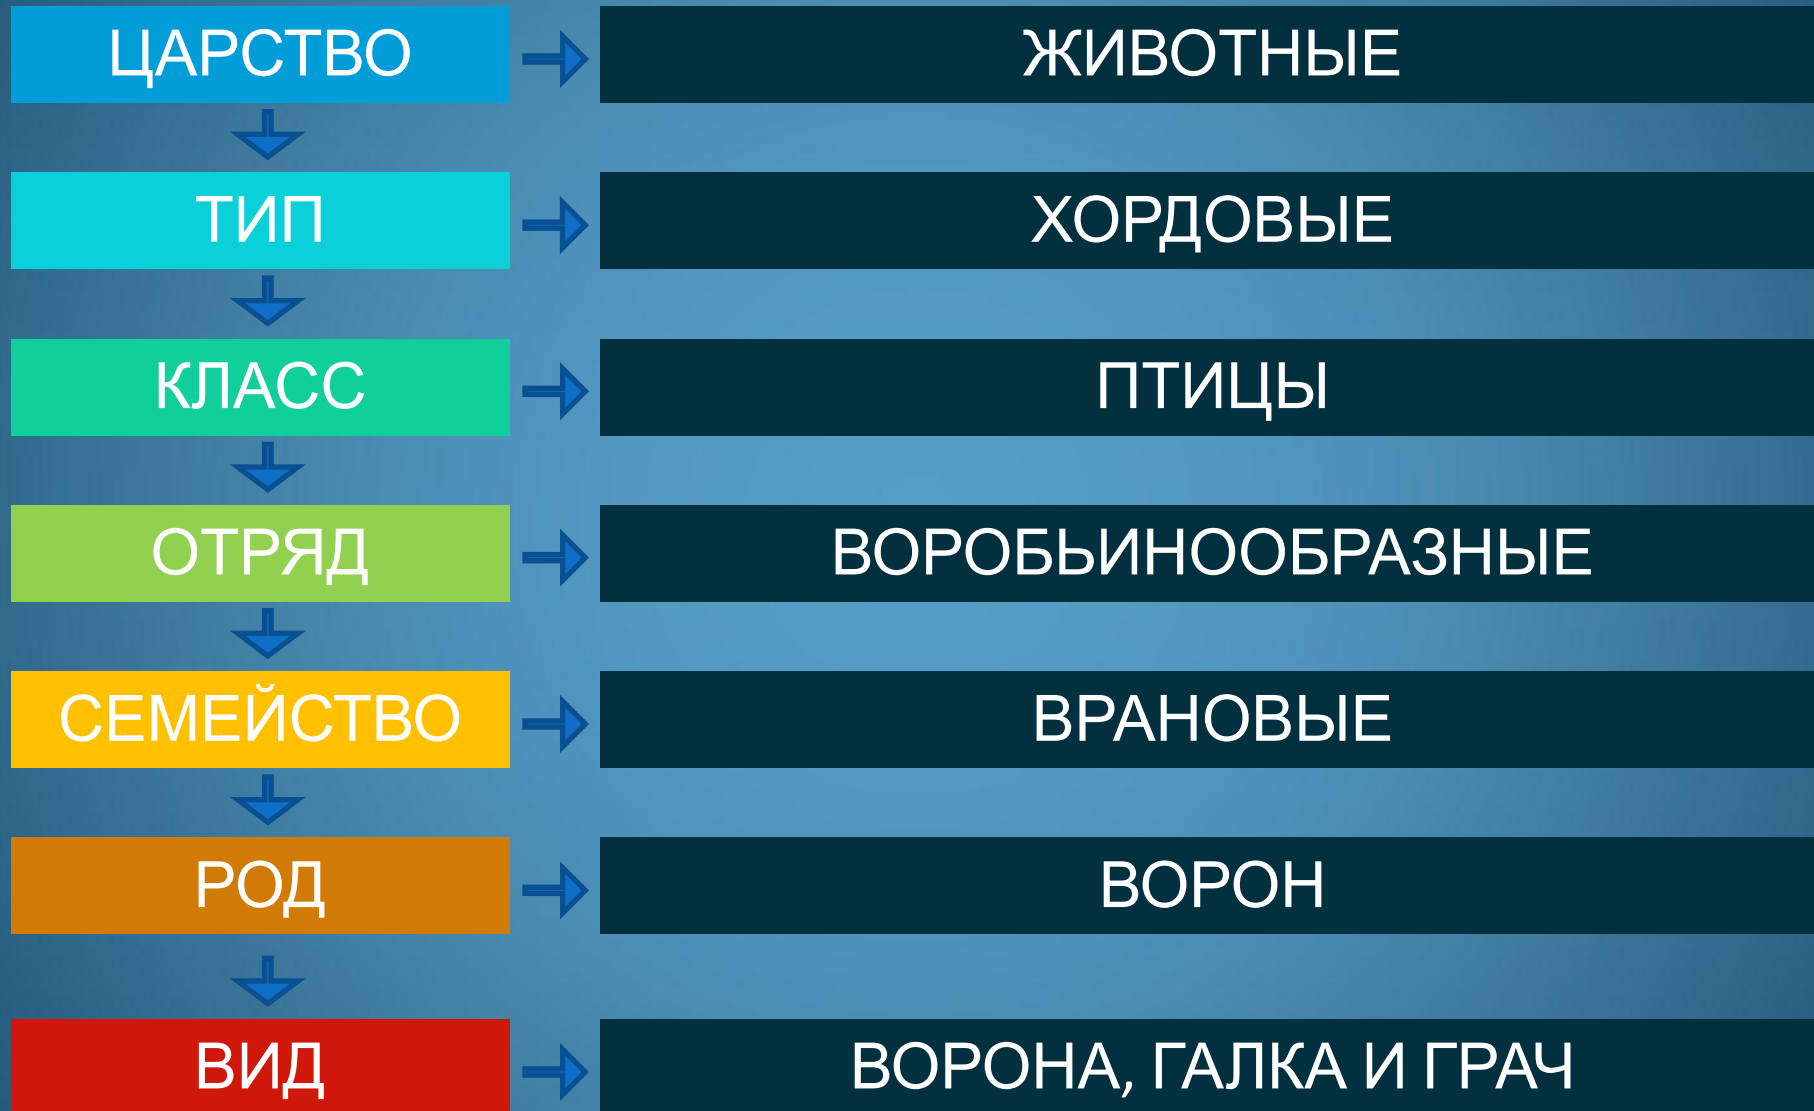 ЦАРСТВО ЖИВОТНЫЕ
ТИП ХОРДОВЫЕ
КЛАСС ПТИЦЫ
ОТРЯД ВОРОБЬИНООБРАЗНЫЕ
СЕМЕЙСТВО ВРАНОВЫЕ
РОД ВОРОН
ВИД ВОРОНА, ГАЛКА И ГРАЧ